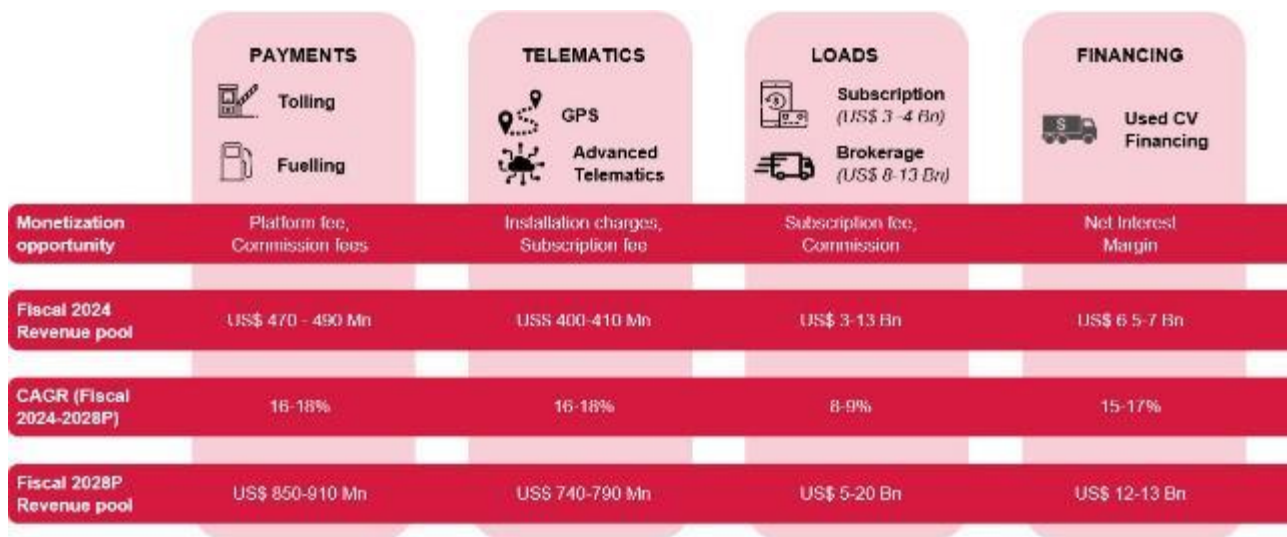 PAYMENTS
Tolling
Fuelling
TELEMATICS
GPS
Advanced
Telematics
LOADS
Subscription
(US$ 3 -4 Bn)
Brokerage
(US$ 8-13 Bn)
FINANCING
Used CV
Financing
Monetization
opportunity
Platform fee,
Commission fees
Installation charges,
Subscription fee
Subscription fee,
Commission
Net Interest
Margin
Fiscal 2024
Revenue pool
US$ 470 - 490 Mn
US$ 400-410 Mn
US$ 3-13 Bn
US$ 6.5-7 Bn
CAGR (Fiscal
2024-2028P)
16-18%
16-18%
8-9%
15-17%
Fiscal 2028P
Revenue pool
US$ 850-910 Mn
US$ 740-790 Mn
US$ 5-20 Bn
US$ 12-13 Bn